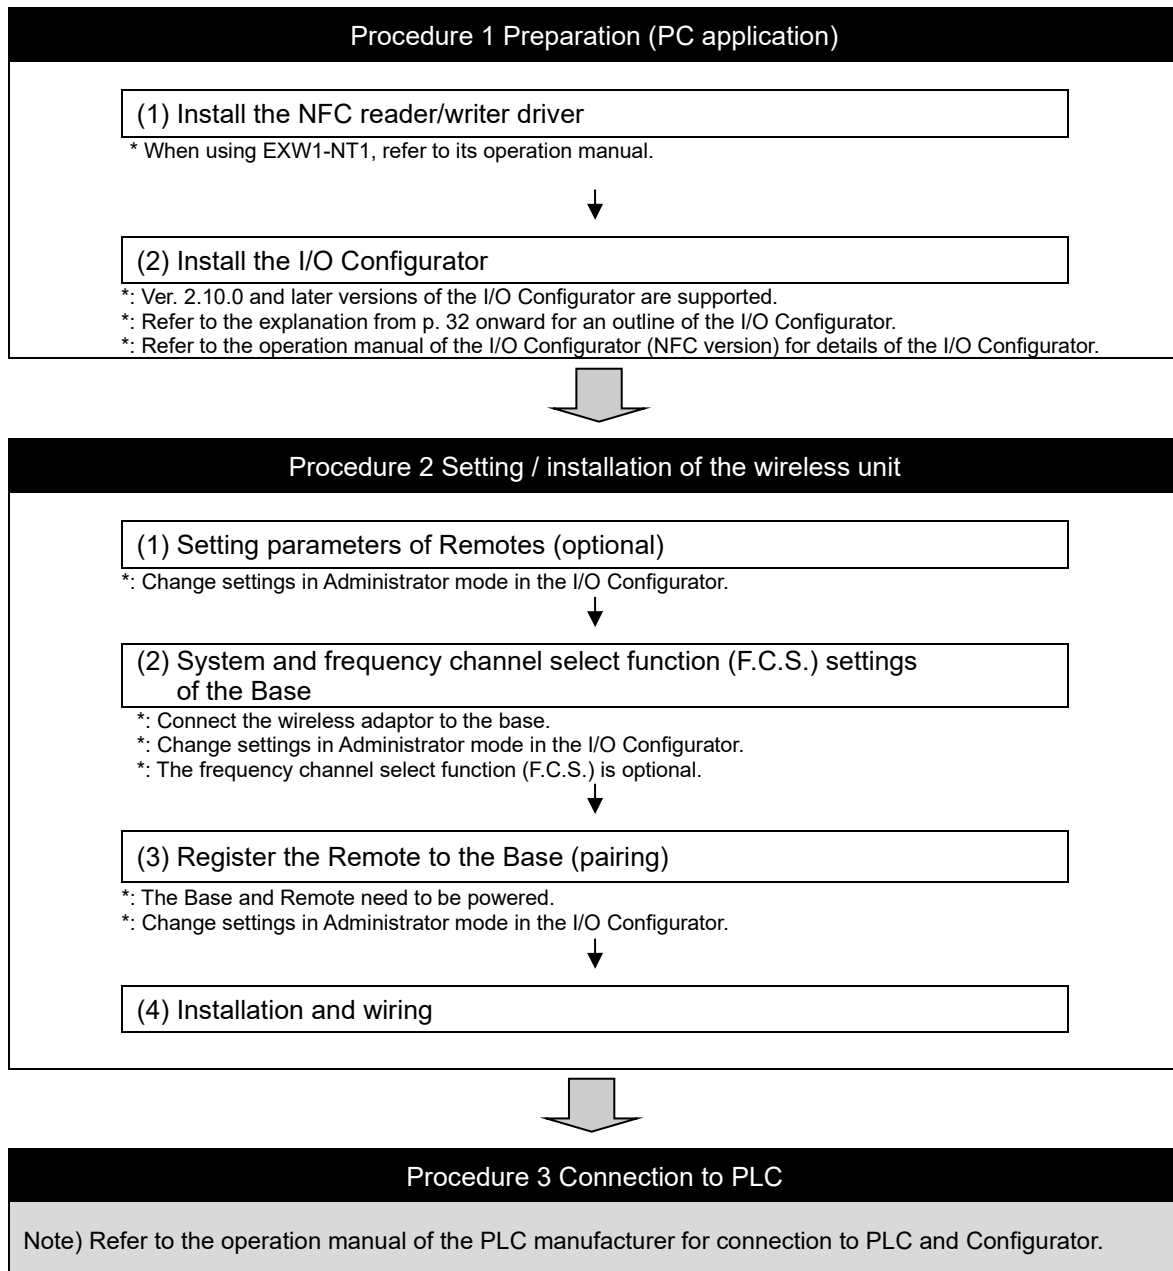 Procedure 1 Preparation (PC application)
(1) Install the NFC reader/writer driver
* When using EXW1-NT1, refer to its operation manual.
(2) Install the I/O Configurator
*: Ver. 2.10.0 and later versions of the I/O Configurator are supported.
*: Refer to the explanation from p. 32 onward for an outline of the I/O Configurator.
*: Refer to the operation manual of the I/O Configurator (NFC version) for details of the I/O Configurator.
Procedure 2 Setting / installation of the wireless unit
(1) Setting parameters of Remotes (optional)
*: Change settings in Administrator mode in the I/O Configurator.
(2) System and frequency channel select function (F.C.S.) settings
of the Base
*: Connect the wireless adaptor to the base.
*: Change settings in Administrator mode in the I/O Configurator.
*: The frequency channel select function (F.C.S.) is optional.
(3) Register the Remote to the Base (pairing)
*: The Base and Remote need to be powered.
*: Change settings in Administrator mode in the I/O Configurator.
(4) Installation and wiring
Procedure 3 Connection to PLC
Note) Refer to the operation manual of the PLC manufacturer for connection to PLC and Configurator.